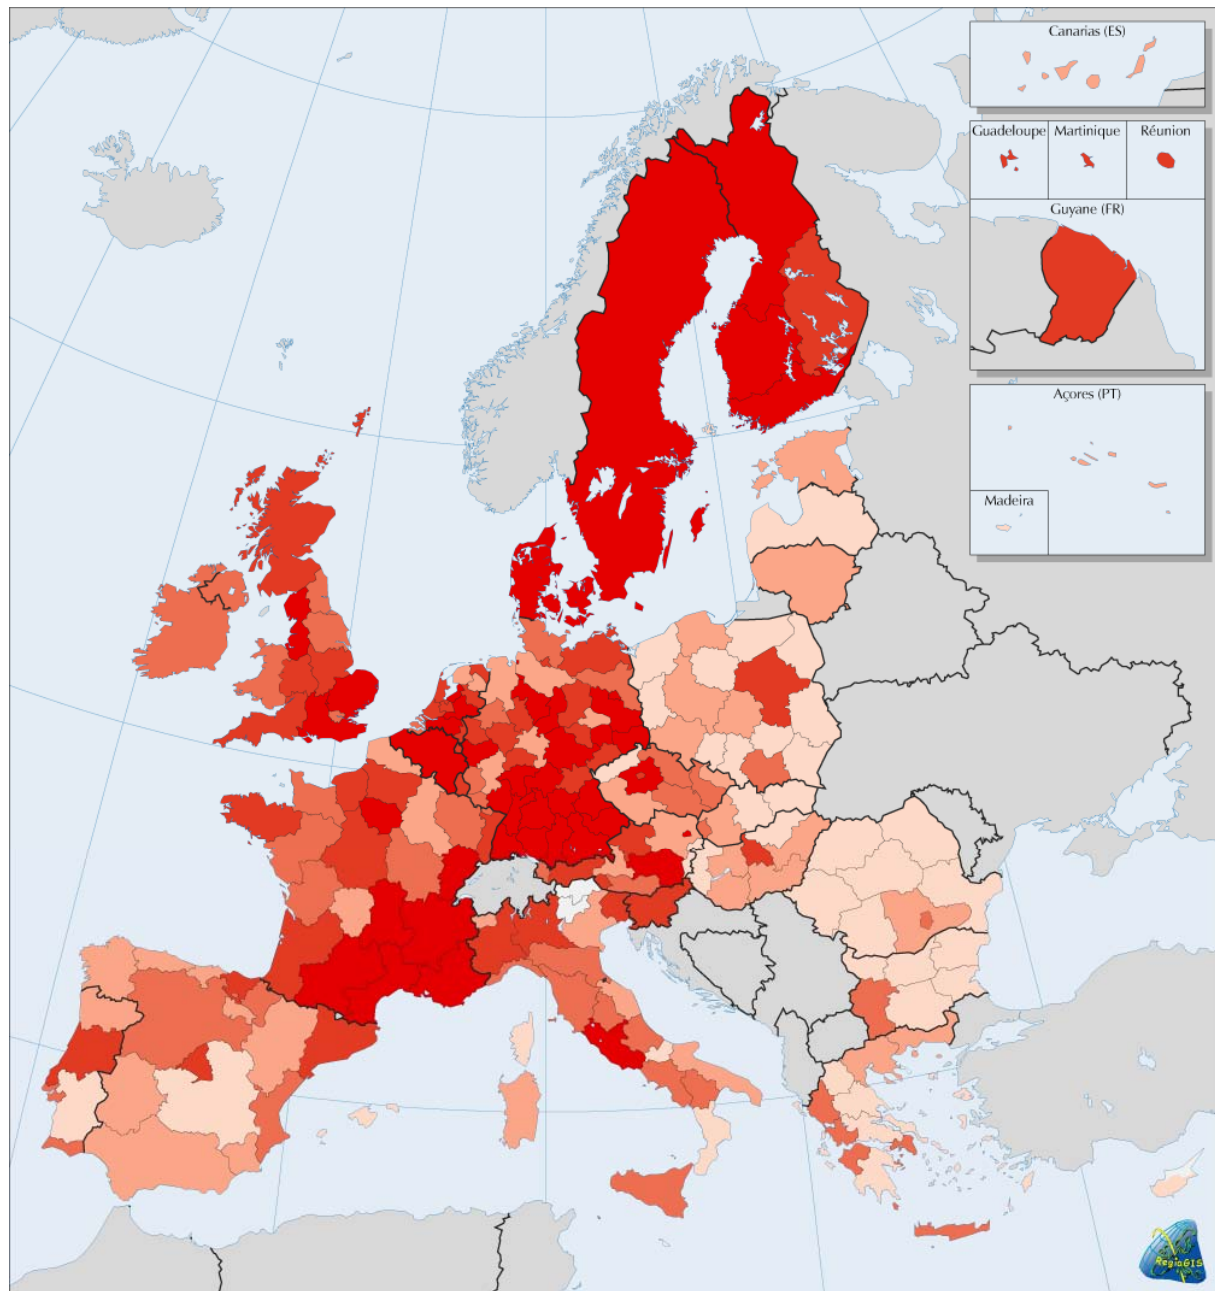 Canarias (ES)
Guadeloupe
Martinique
Réunion
Guyane (FR)
Açores (PT)
Madeira
RegioGIS